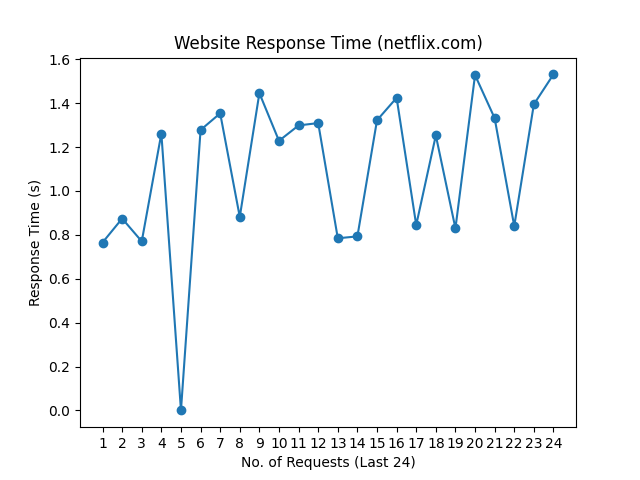 Website Response Time (netflix.com)
1.6
1.4
1.2
1.0
0.8
0.6
0.4
0.2
0.0
Response Time (s)
1 2 3 4 5 6 7 8 9 10 11 12 13 14 15 16 17 18 19 20 21 22 23 24
No. of Requests (Last 24)